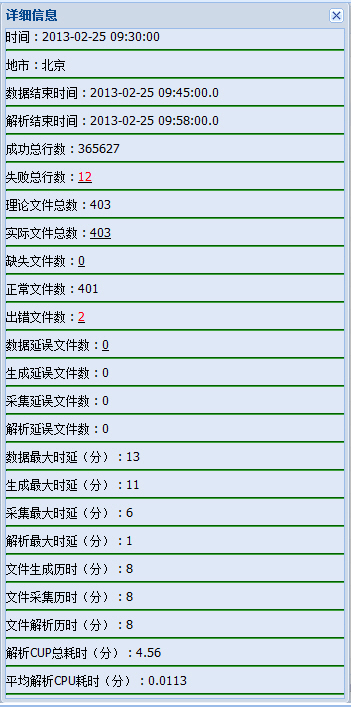 详细信息
时间：2013-02-25 09:30:00
地市：北京
数据结束时间：2013-02-25 09:45:00.0
解析结束时间：2013-02-25 09:58:00.0
成功总行数：365627
失败总行数：12
理论文件总数：403
实际文件总数：403
缺失文件数：0
正常文件数：401
出错文件数：2
数据延误文件数：0
生成延误文件数：0
采集延误文件数：0
解析延误文件数：0
数据最大时延（分）：13
生成最大时延（分）：11
采集最大时延（分）：6
解析最大时延（分）：1
文件生成历时（分）：8
文件采集历时（分）：8
文件解析历时（分）：8
解析CUP总耗时（分）：4.56
平均解析CPU耗时（分）：0.0113